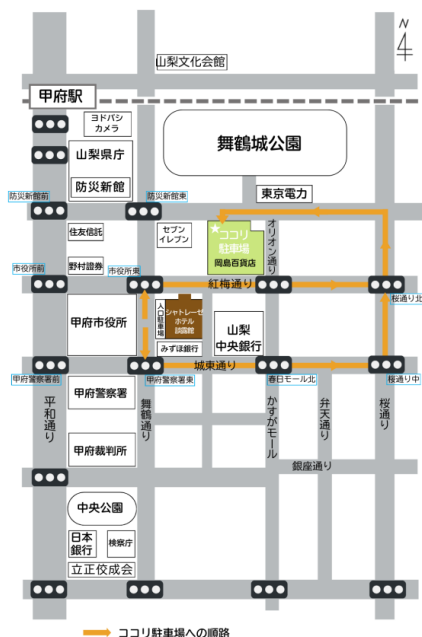 N
山梨文化会館
甲府駅
ヨドバシ
カメラ
舞鶴城公園
山梨県庁
防災新館
東京電力
防災新館前
防災新館東
住友信託
セブン
イレブン
ココリ
駐車場
岡島百貨店
オリオン通り
市役所前
野村證券
市役所東
紅梅通り
桜通り北
甲府市役所
入口駐車場
シャトレーゼ
ホテル
談露館
みずほ銀行
山梨
中央銀行
城東通り
甲府警察署前
甲府警察署東
春日モール北
桜通り中
甲府警察署
平和通り
舞鶴通り
かすがモール
弁天通り
桜通り
甲府裁判所
銀座通り
中央公園
日本
銀行
検察庁
立正佼成会
ココリ駐車場への順路